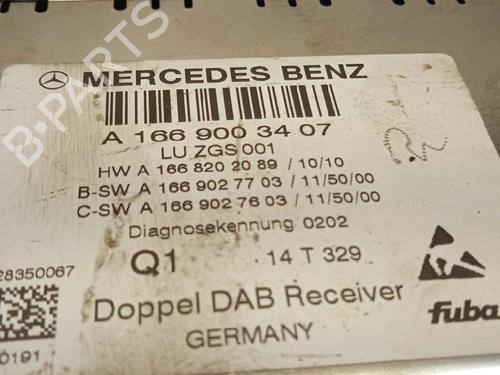 MERCEDES BENZ
A 166 900 34 07
LU ZGS 001
HW A 166 820 20 89 / 10/10
B-SW A 166 902 77 03 / 11/50/00
C-SW A 166 902 76 03 / 11/50/00
Diagnosekennung 0202
Q1 14 T 329
28350067
Doppel DAB Receiver
fuba
0191
GERMANY
B-PARTS
B-PARTS
B-PARTS